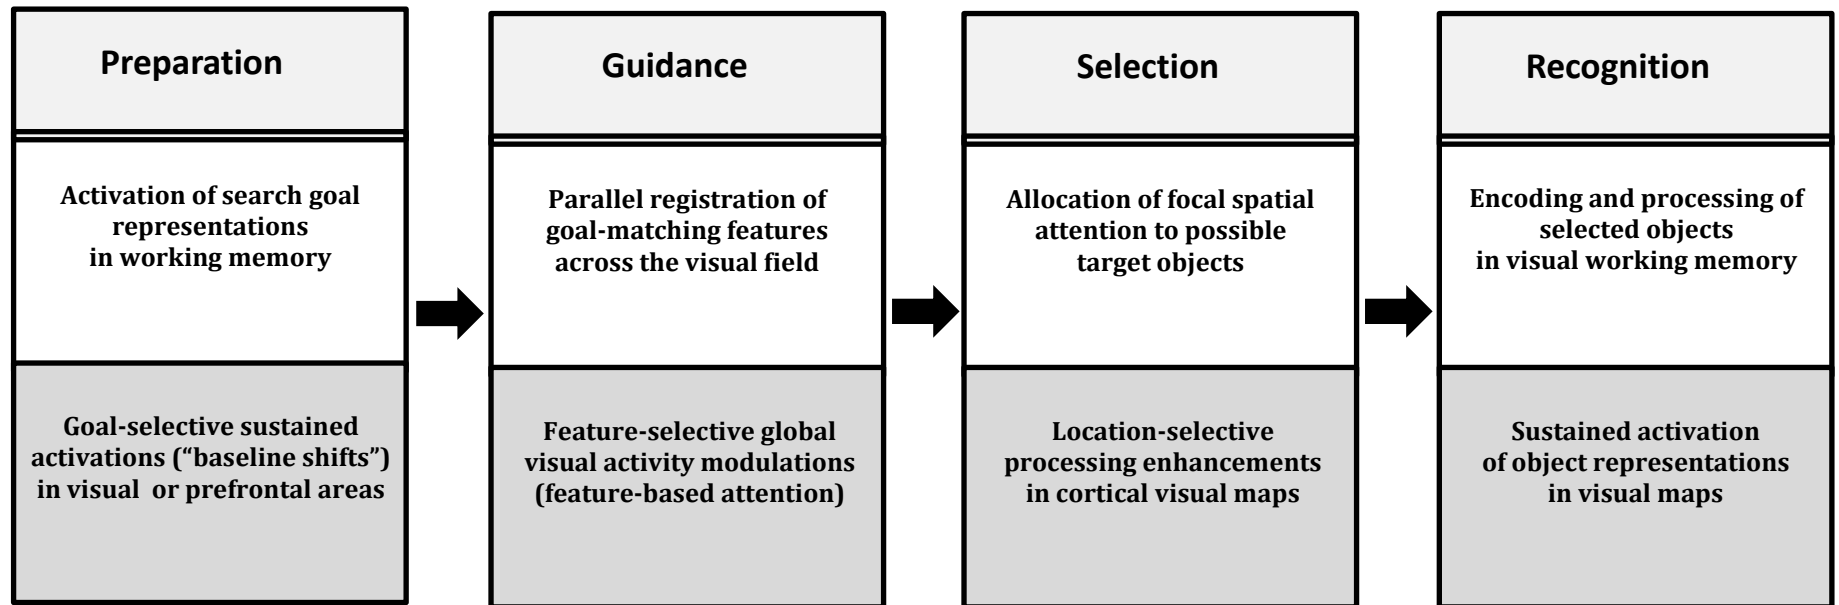 Preparation
Activation of search goal
representations
in working memory
Goal-selective sustained
activations (“baseline shifts”)
in visual or prefrontal areas
Guidance
Parallel registration of
goal-matching features
across the visual field
Feature-selective global
visual activity modulations
(feature-based attention)
Selection
Allocation of focal spatial
attention to possible
target objects
Location-selective
processing enhancements
in cortical visual maps
Recognition
Encoding and processing of
selected objects
in visual working memory
Sustained activation
of object representations
in visual maps